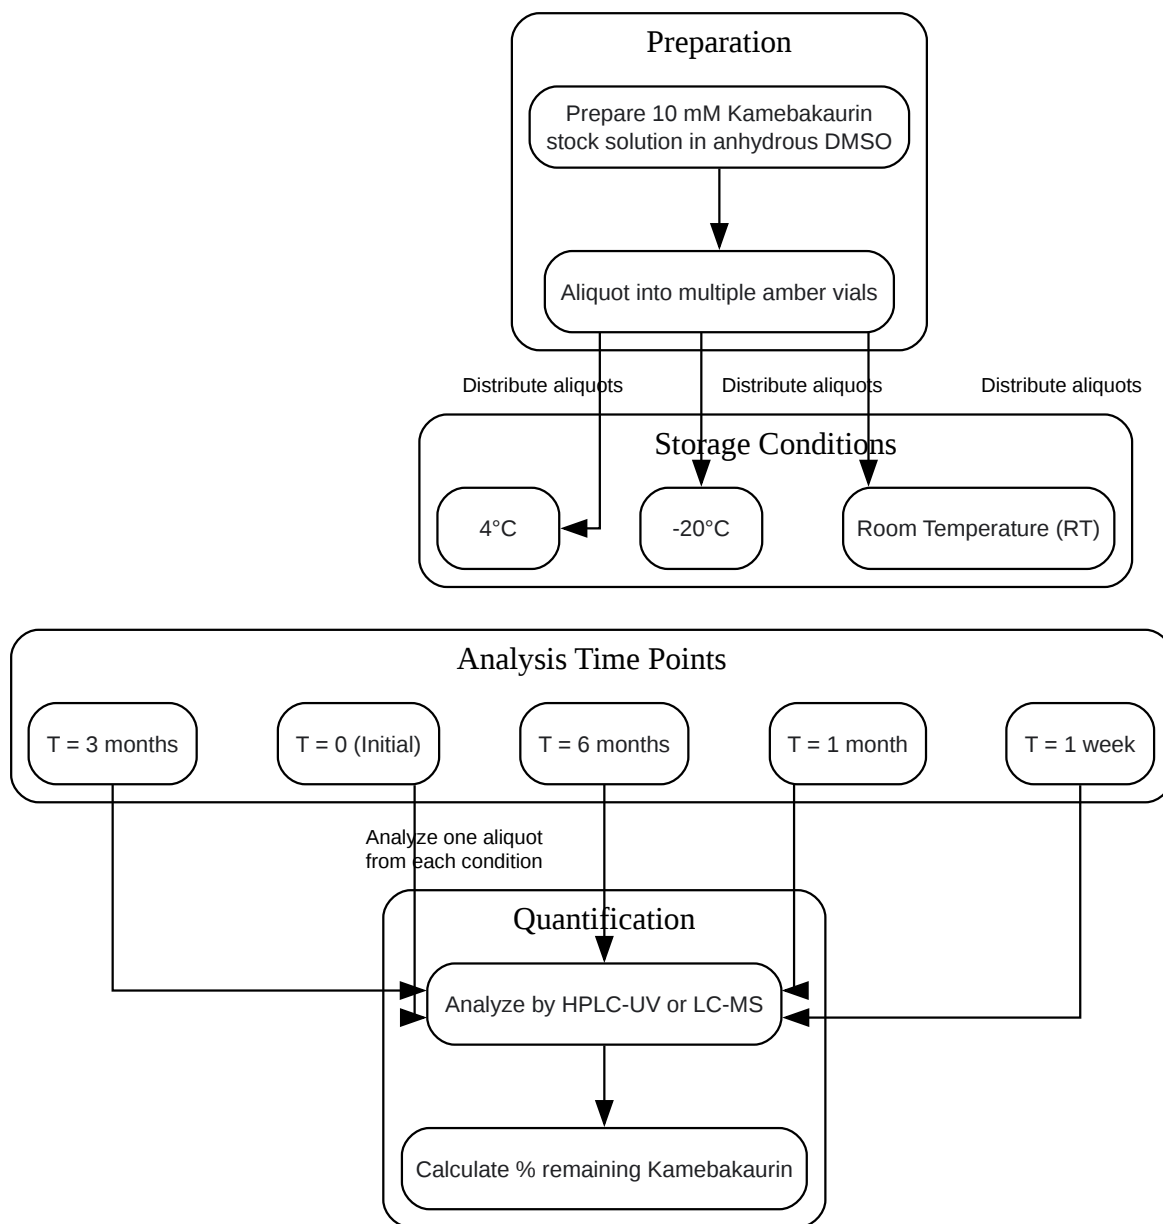 Preparation
Prepare 10 mM Kamebakaurin
stock solution in anhydrous DMSO
Aliquot into multiple amber vials
Distribute aliquots
Distribute aliquots
Distribute aliquots
Storage Conditions
4°C
-20°C
Room Temperature (RT)
Analysis Time Points
T = 3 months
T = 0 (Initial)
T = 6 months
T = 1 month
T = 1 week
Analyze one aliquot
from each condition
Quantification
Analyze by HPLC-UV or LC-MS
Calculate % remaining Kamebakaurin